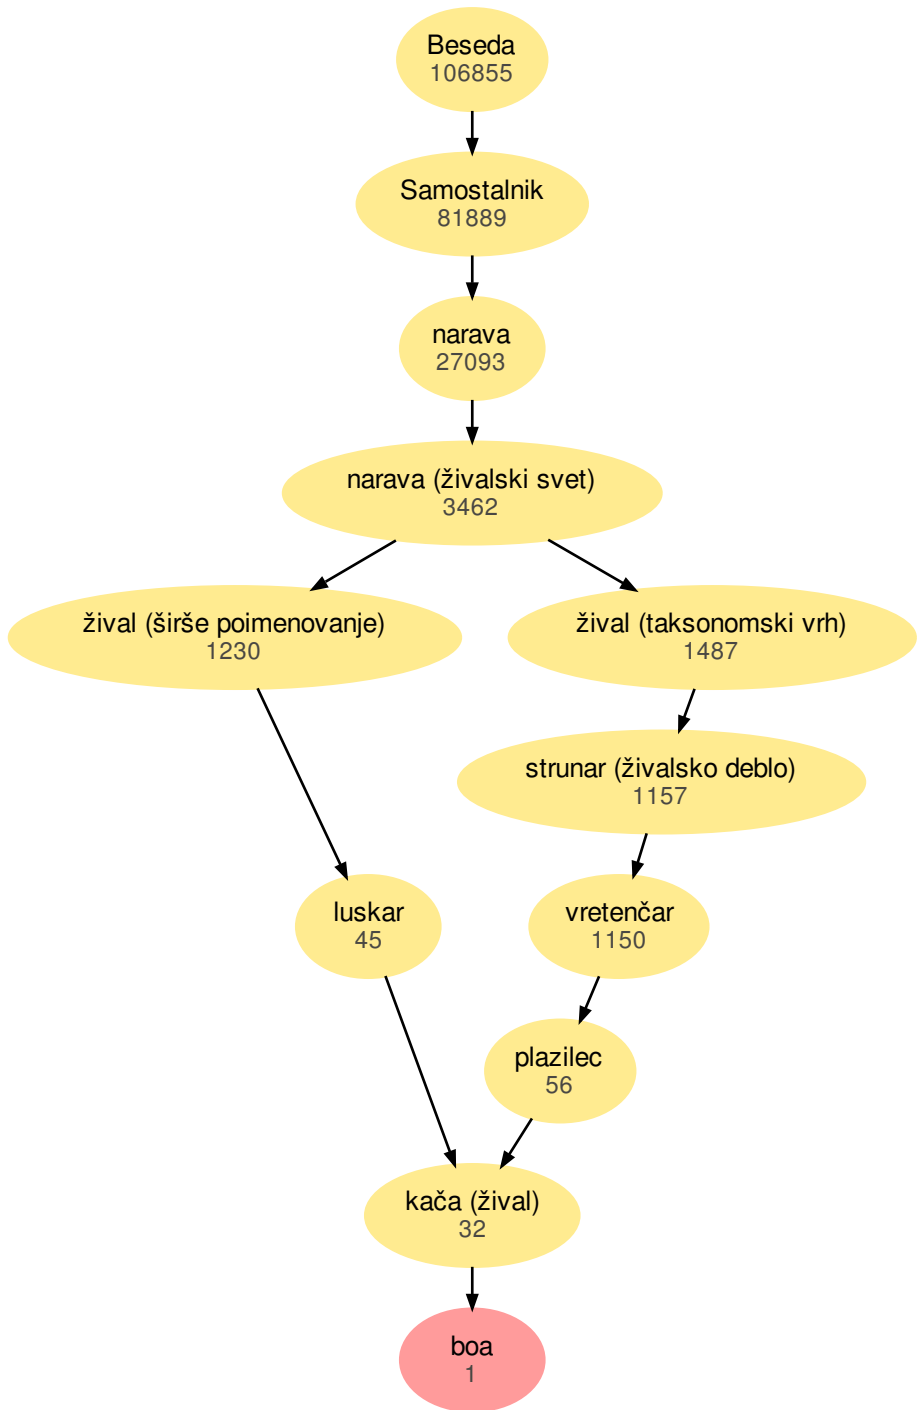 Beseda
106855
Samostalnik
81889
narava
27093
narava (živalski svet)
3462
žival (širše poimenovanje)
1230
žival (taksonomski vrh)
1487
strunar (živalsko deblo)
1157
luskar
45
vretenčar
1150
plazilec
56
kača (žival)
32
boa
1